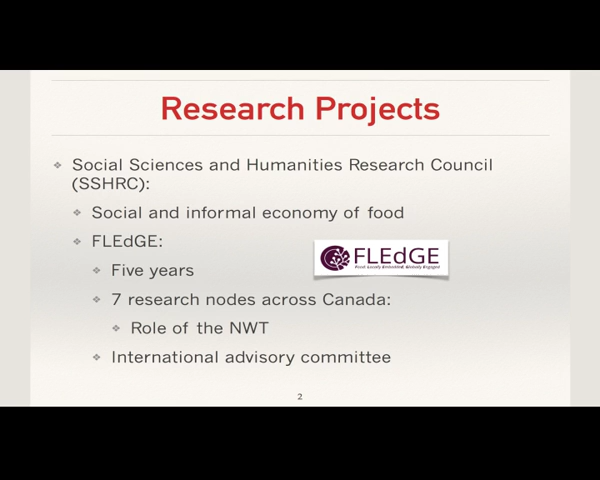 Research Projects
Social Sciences and Humanities Research Council
(SSHRC):
Social and informal economy of food
FLEdGE:
FLEdGE
Food: Locally Embedded, Globally Engaged
Five years
7 research nodes across Canada:
Role of the NWT
International advisory committee
2